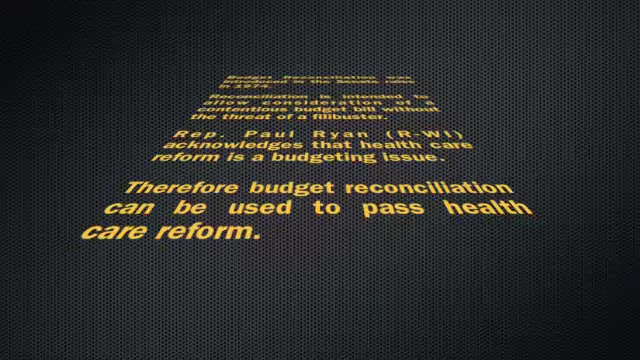 Budget Reconciliation was
introduced in the Senate rules
in 1974.
Reconciliation is intended to
allow consideration of a
contentious budget bill without
the threat of a filibuster.
Rep. Paul Ryan (R-WI)
acknowledges that health care
reform is a budgeting issue.
Therefore budget reconciliation
can be used to pass health
care reform.